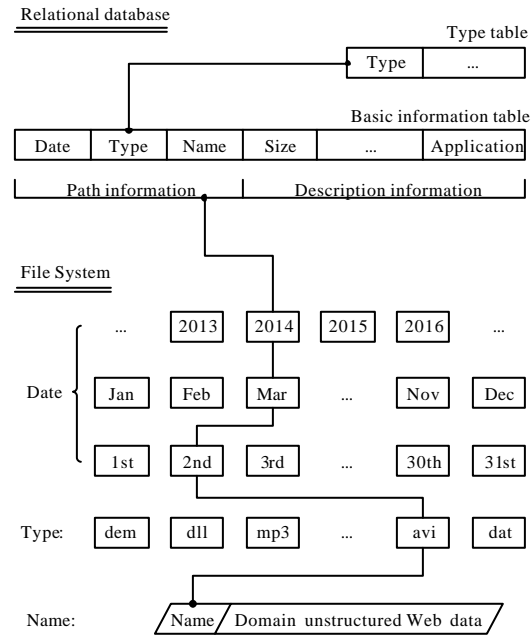 Relational database
Type table
Type ...
Basic information table
Date Type Name Size ... Application
Path information Description information
File System
... 2013 2014 2015 2016 ...
Date
Jan Feb Mar ... Nov Dec
1st 2nd 3rd ... 30th 31st
Type: dem dll mp3 ... avi dat
Name: Name Domain unstructured Web data